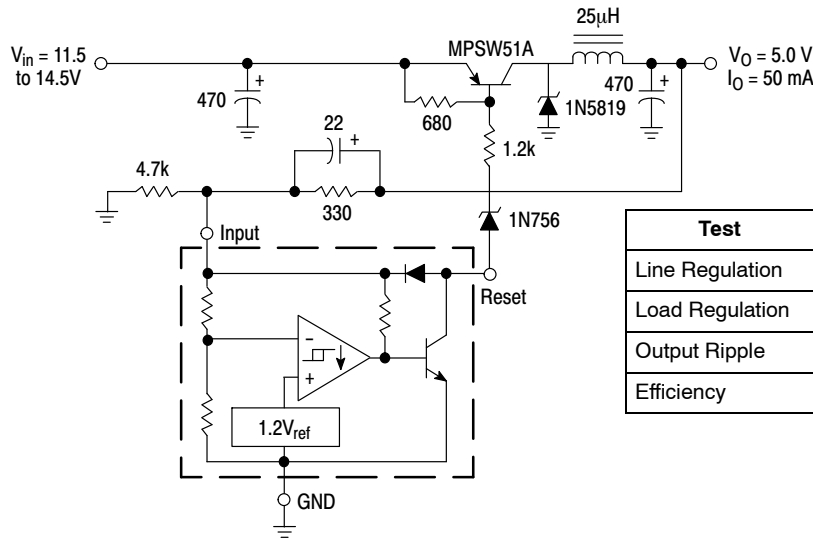 25μH
MPSW51A
Vin = 11.5
to 14.5V
VO = 5.0 V
IO = 50 mA
+
470
680
+
470
1N5819
22
+
1.2k
4.7k
330
1N756
Input
Reset
−
+
1.2Vref
GND
Test
Line Regulation
Load Regulation
Output Ripple
Efficiency